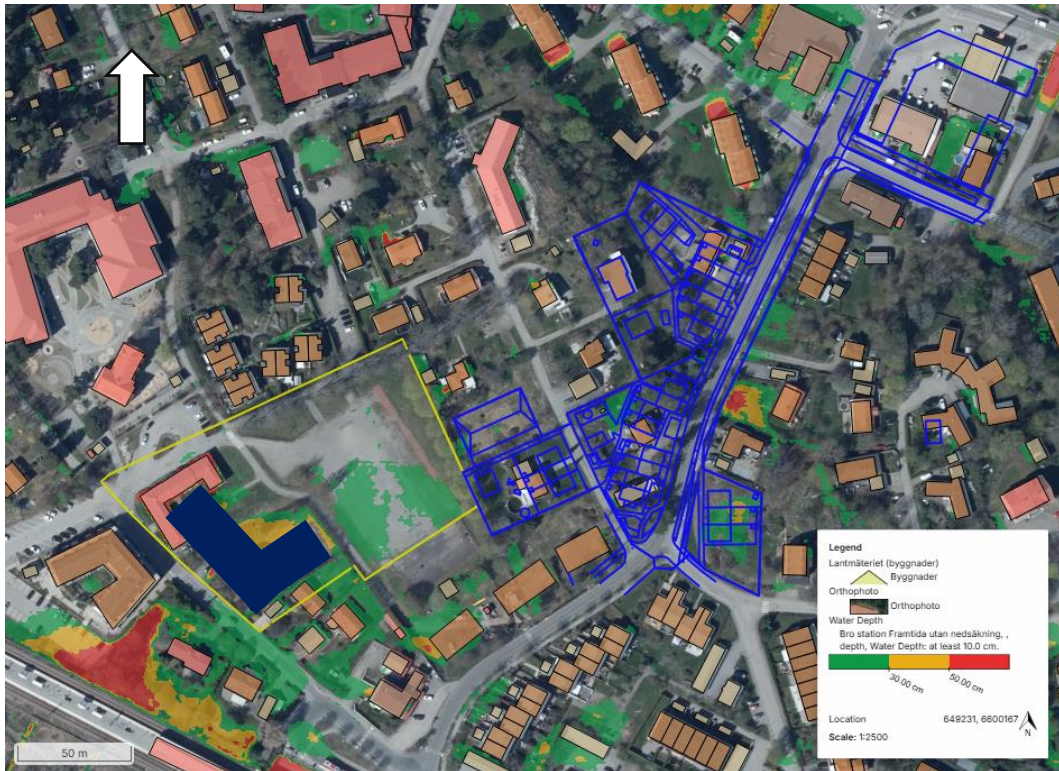 Legend
Lantmäteriet (byggnader)
Byggnader
Orthophoto
Orthophoto
Water Depth
Bro station Framtida utan nedsäkning, ,
depth, Water Depth: at least 10.0 cm.
30.00 cm
50.00 cm
Location 649231, 6600167
N
Scale: 1:2500
50 m